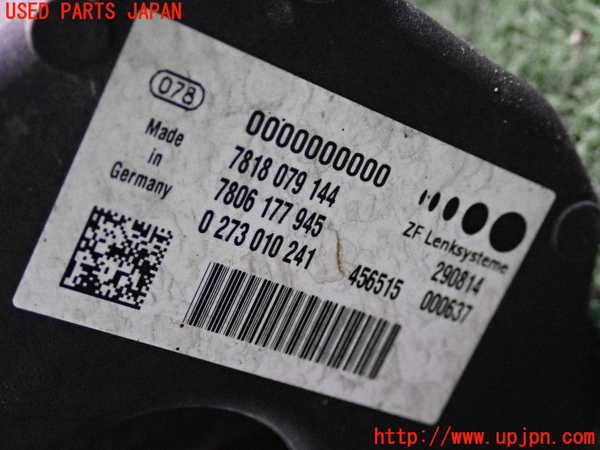 USED PARTS JAPAN
078
0000000000
Made
in
Germany
7818 079 144
7806 177 945
0 273 010 241
456515
ZF Lenksysteme
290814
000637
http://www.upjpn.com/